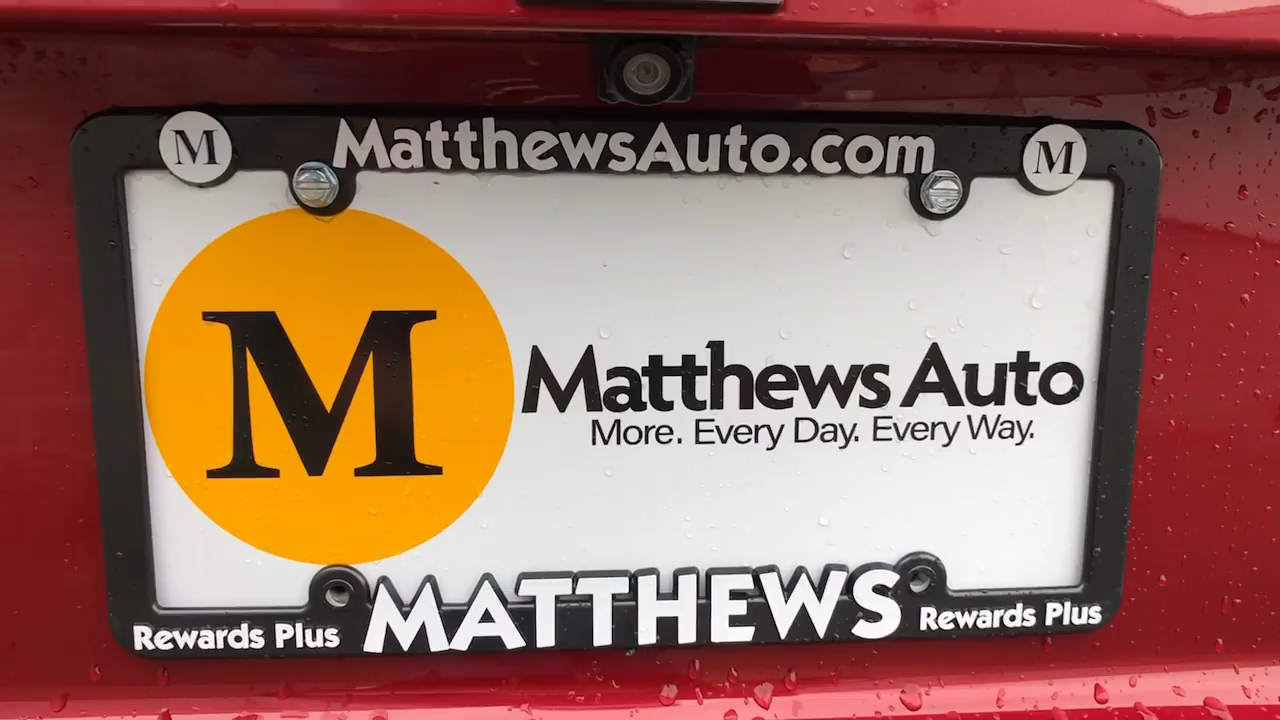 M MatthewsAuto.com M
M
Matthews Auto
More. Every Day. Every Way.
Rewards Plus MATTHEWS Rewards Plus